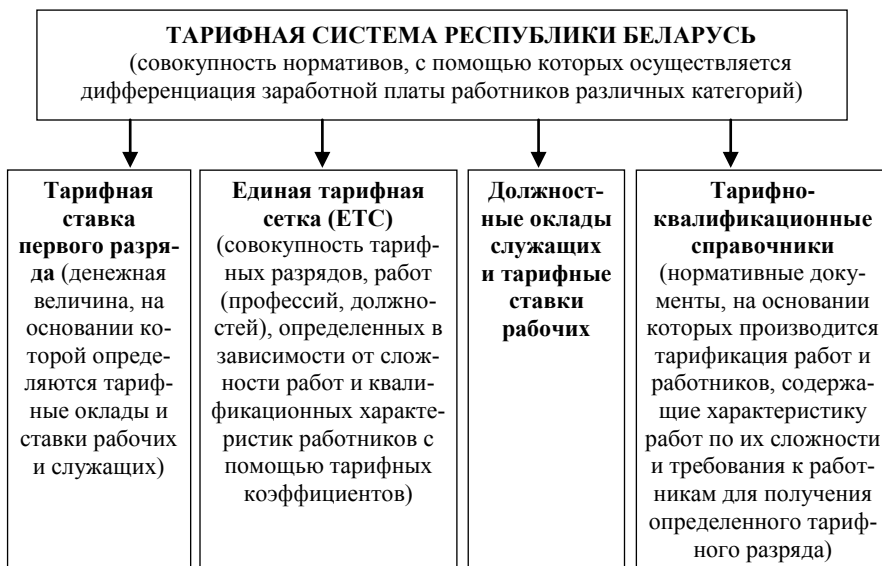 ТАРИФНАЯ СИСТЕМА РЕСПУБЛИКИ БЕЛАРУСЬ
(совокупность нормативов, с помощью которых осуществляется
дифференциация заработной платы работников различных категорий)
Тарифная
ставка
первого разря-
да (денежная
величина, на
основании ко-
торой опреде-
ляются тариф-
ные оклады и
ставки рабочих
и служащих)
Единая тарифная
сетка (ЕТС)
(совокупность тариф-
ных разрядов, работ
(профессий, должно-
стей), определенных в
зависимости от слож-
ности работ и квали-
фикационных характе-
ристик работников с
помощью тарифных
коэффициентов)
Должност-
ные оклады
служащих
и тарифные
ставки
рабочих
Тарифно-
квалификационные
справочники
(нормативные доку-
менты, на основании
которых производится
тарификация работ и
работников, содержа-
щие характеристику
работ по их сложности
и требования к работ-
никам для получения
определенного тариф-
ного разряда)